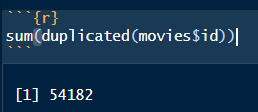 ```{r}
sum(duplicated(movies$id))
```
[1] 54182